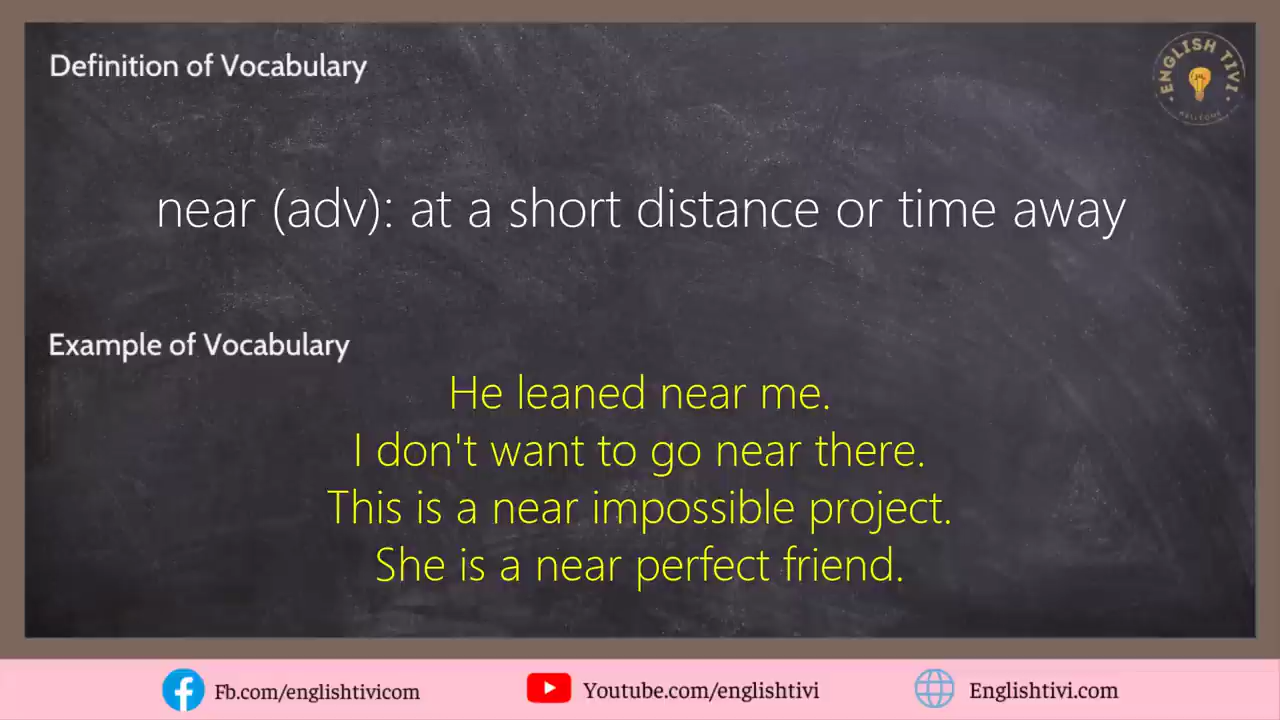 Definition of Vocabulary
ENGLISH TIVI
WELCOME
near (adv): at a short distance or time away
Example of Vocabulary
He leaned near me.
I don't want to go near there.
This is a near impossible project.
She is a near perfect friend.
Fb.com/englishtivicom
Youtube.com/englishtivi
Englishtivi.com